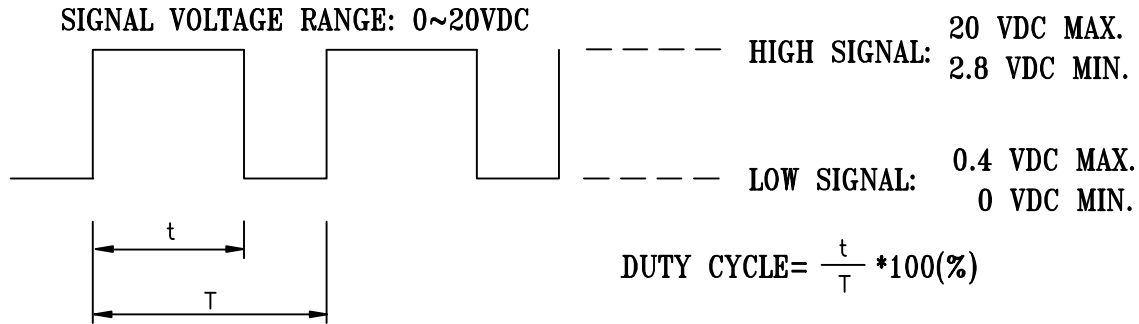 SIGNAL VOLTAGE RANGE: 0~20VDC
HIGH SIGNAL: 20 VDC MAX.
2.8 VDC MIN.
LOW SIGNAL: 0.4 VDC MAX.
0 VDC MIN.
t
T
DUTY CYCLE= t/T *100(%)